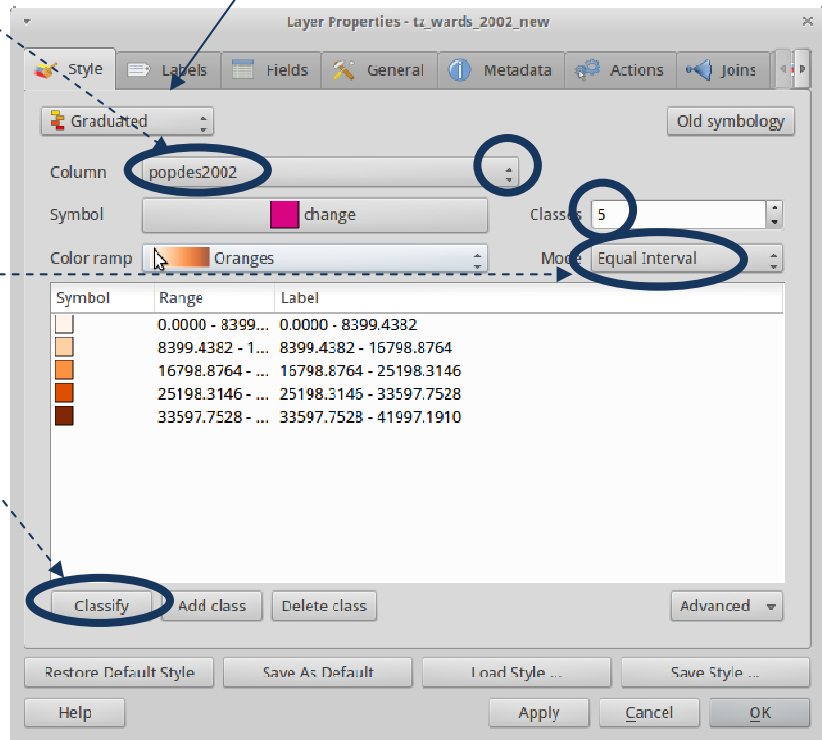 Layer Properties - tz_wards_2002_new
Style Labels Fields General Metadata Actions Joins
Graduated Old symbology
Column popdes2002
Symbol change Classes 5
Color ramp Oranges Mode Equal Interval
Symbol Range Label
0.0000 - 8399... 0.0000 - 8399.4382
8399.4382 - 1... 8399.4382 - 16798.8764
16798.8764 - ... 16798.8764 - 25198.3146
25198.3146 - ... 25198.3146 - 33597.7528
33597.7528 - ... 33597.7528 - 41997.1910
Classify Add class Delete class Advanced
Restore Default Style Save As Default Load Style ... Save Style ...
Help Apply Cancel OK